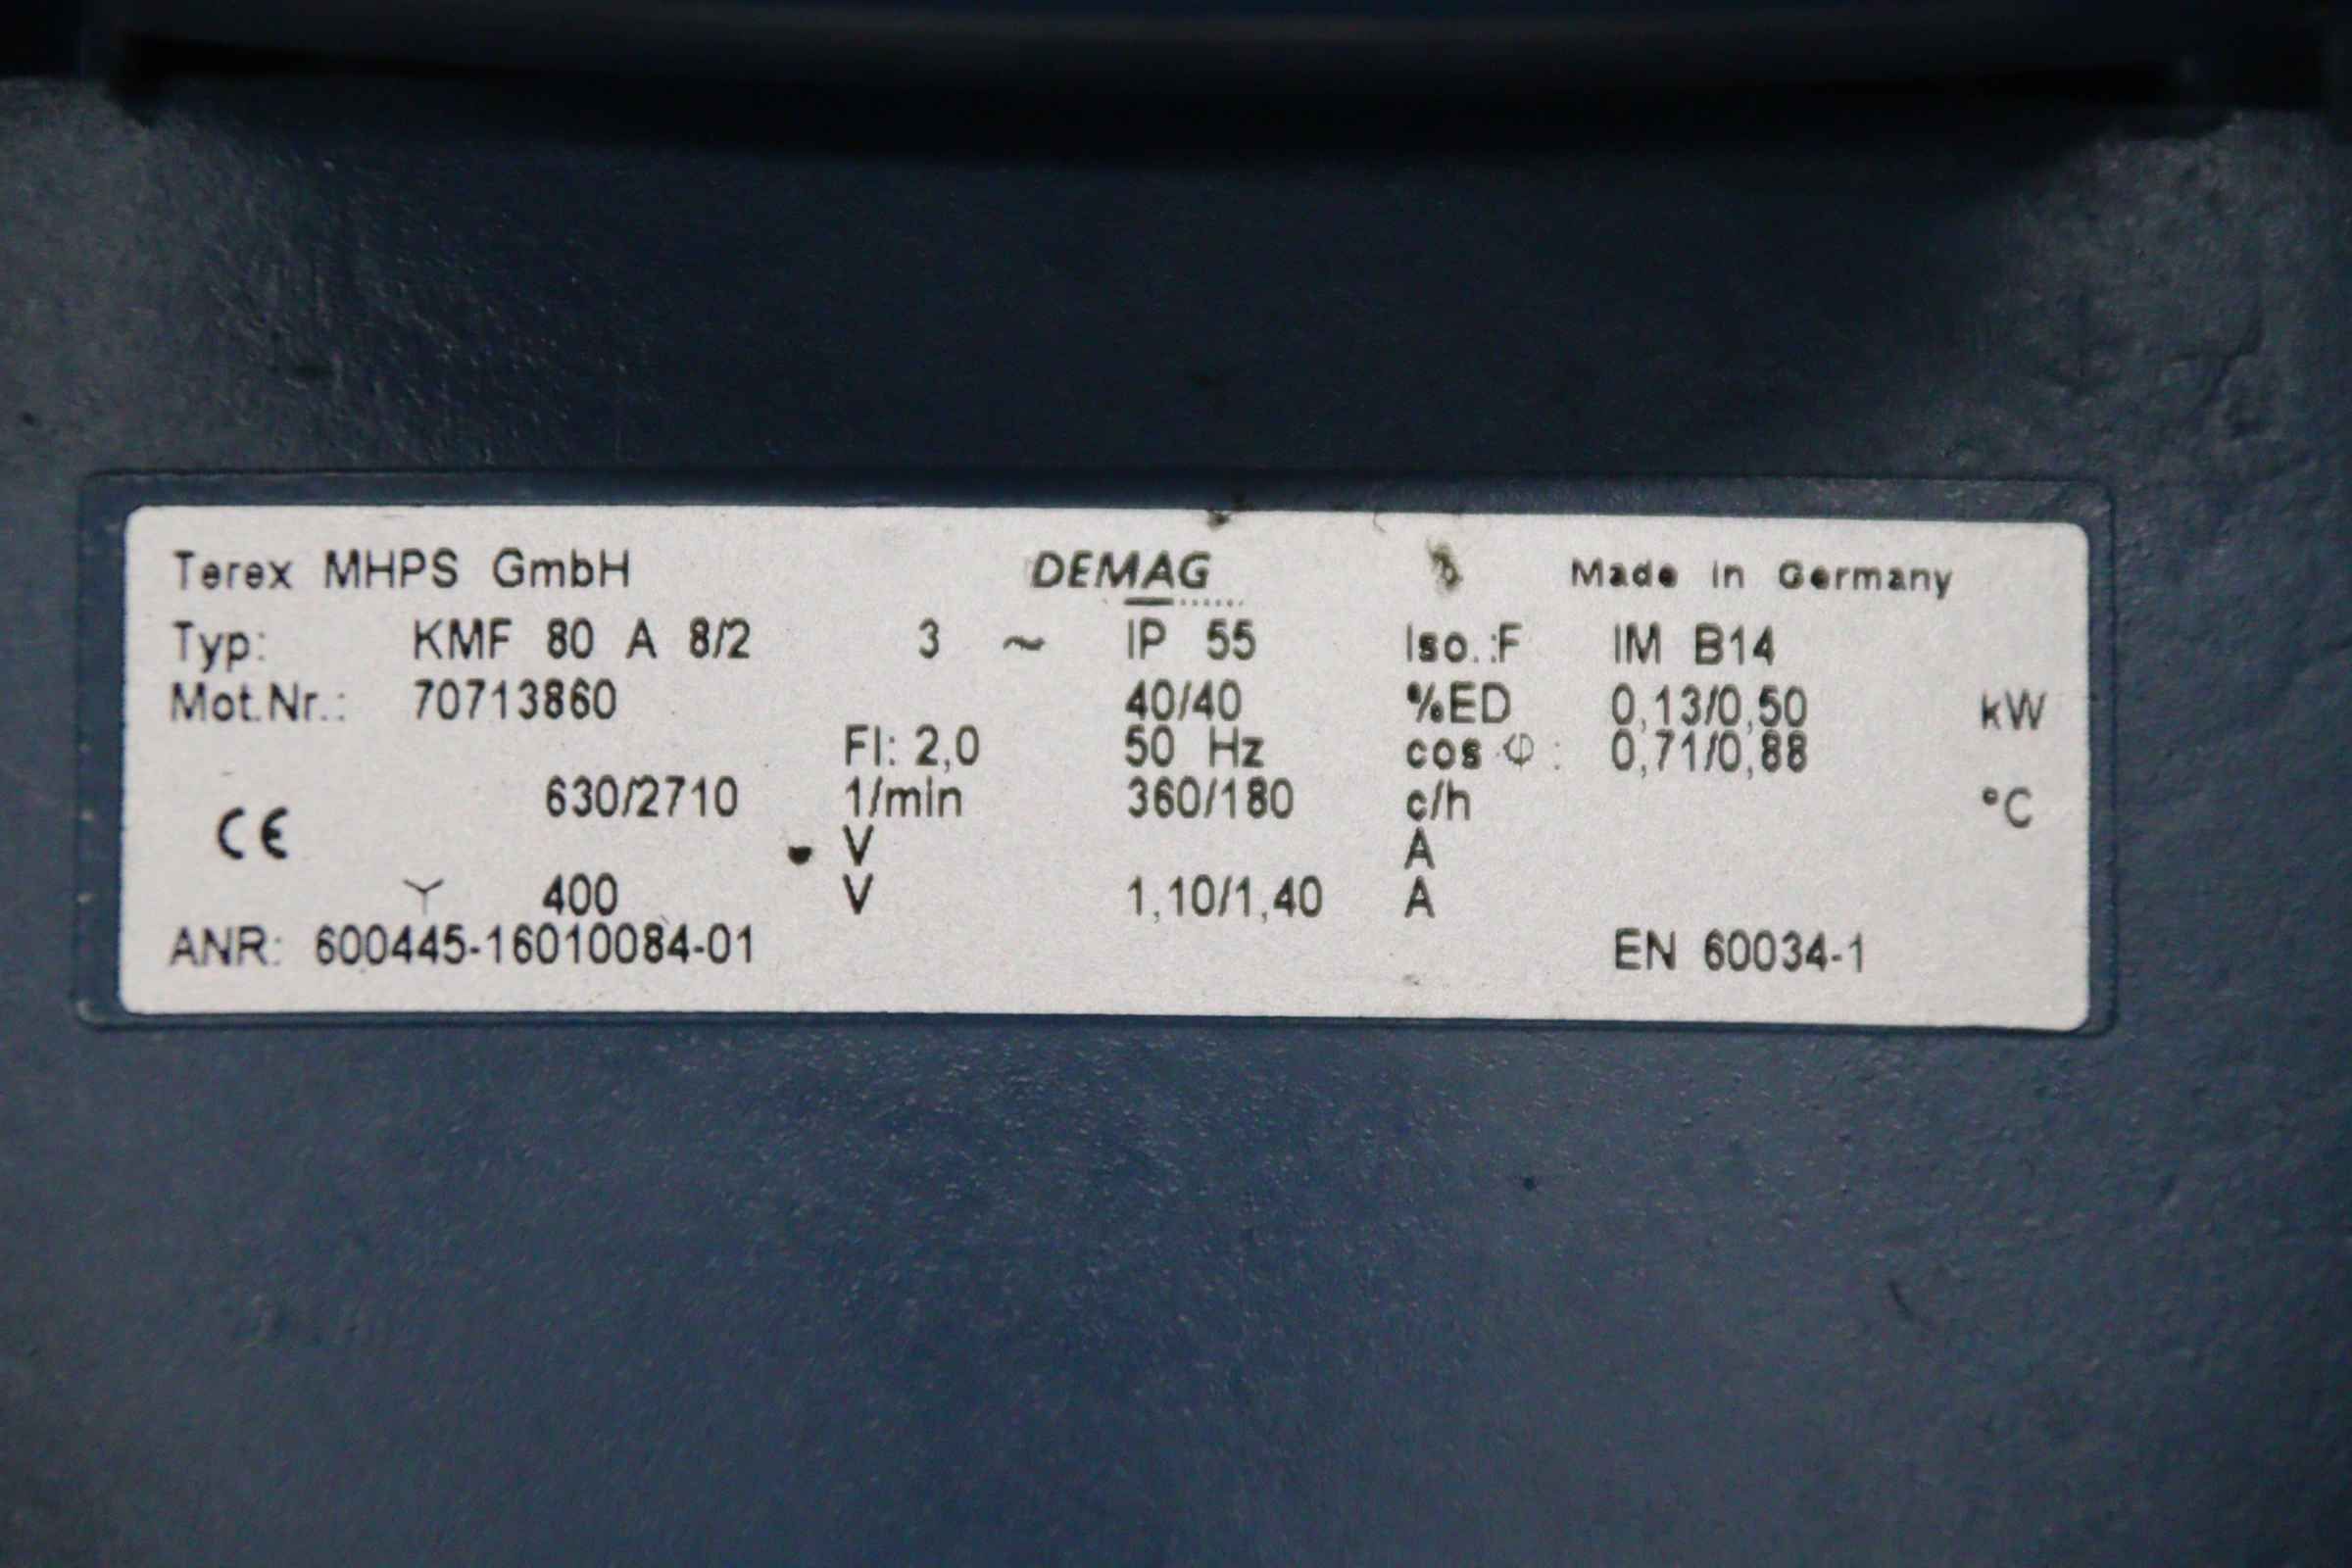 Terex MHPS GmbH DEMAG Made in Germany
Typ: KMF 80 A 8/2 3 ~ IP 55 Iso.:F IM B14
Mot.Nr.: 70713860 40/40 %ED 0,13/0,50 kW
FI: 2,0 50 Hz cos φ : 0,71/0,88
CE 630/2710 1/min 360/180 c/h °C
V A
Y 400 V 1,10/1,40 A
ANR: 600445-16010084-01 EN 60034-1